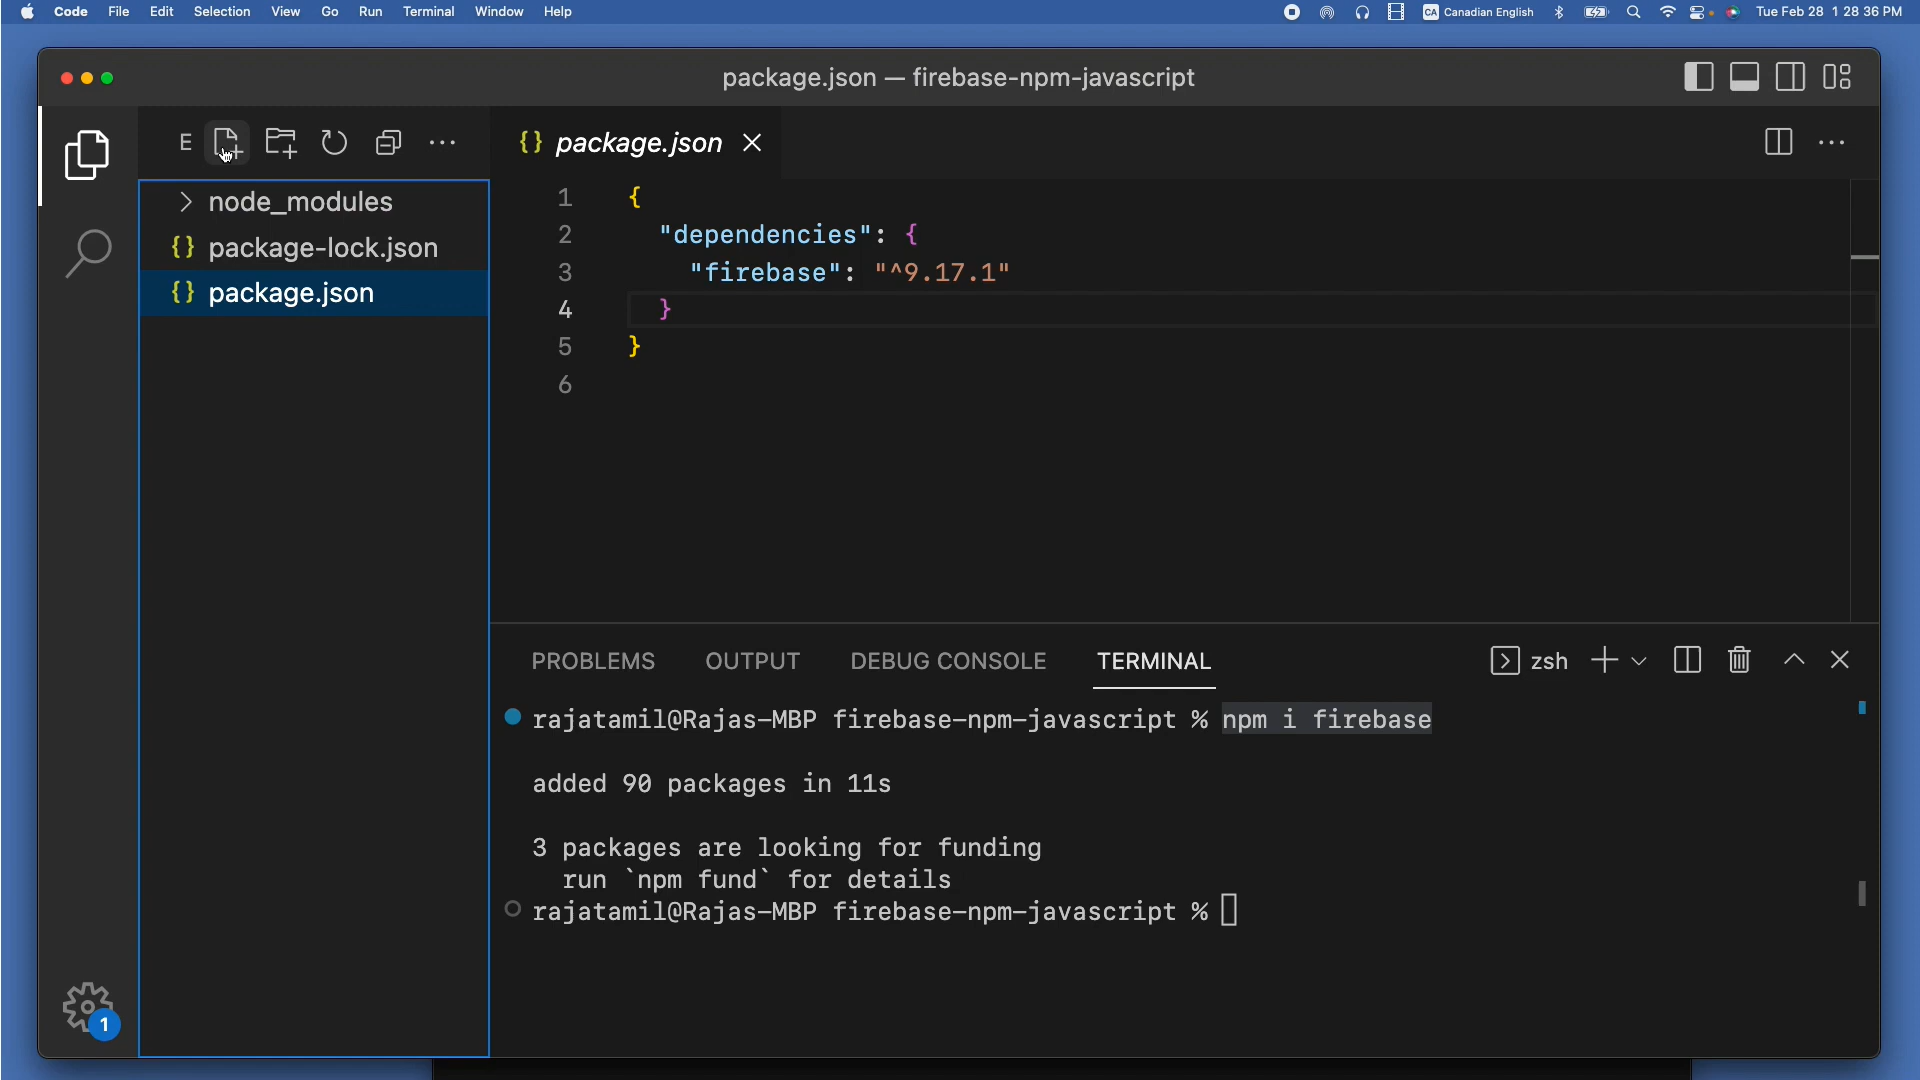 Code File Edit Selection View Go Run Terminal Window Help CA Canadian English Tue Feb 28 1 28 36 PM
package.json — firebase-npm-javascript
E
{} package.json
node_modules
{} package-lock.json
{} package.json
1 {
2 "dependencies": {
3 "firebase": "^9.17.1"
4 }
5 }
6
PROBLEMS OUTPUT DEBUG CONSOLE TERMINAL zsh
rajatamil@Rajas-MBP firebase-npm-javascript % npm i firebase
added 90 packages in 11s
3 packages are looking for funding
run `npm fund` for details
rajatamil@Rajas-MBP firebase-npm-javascript %
1